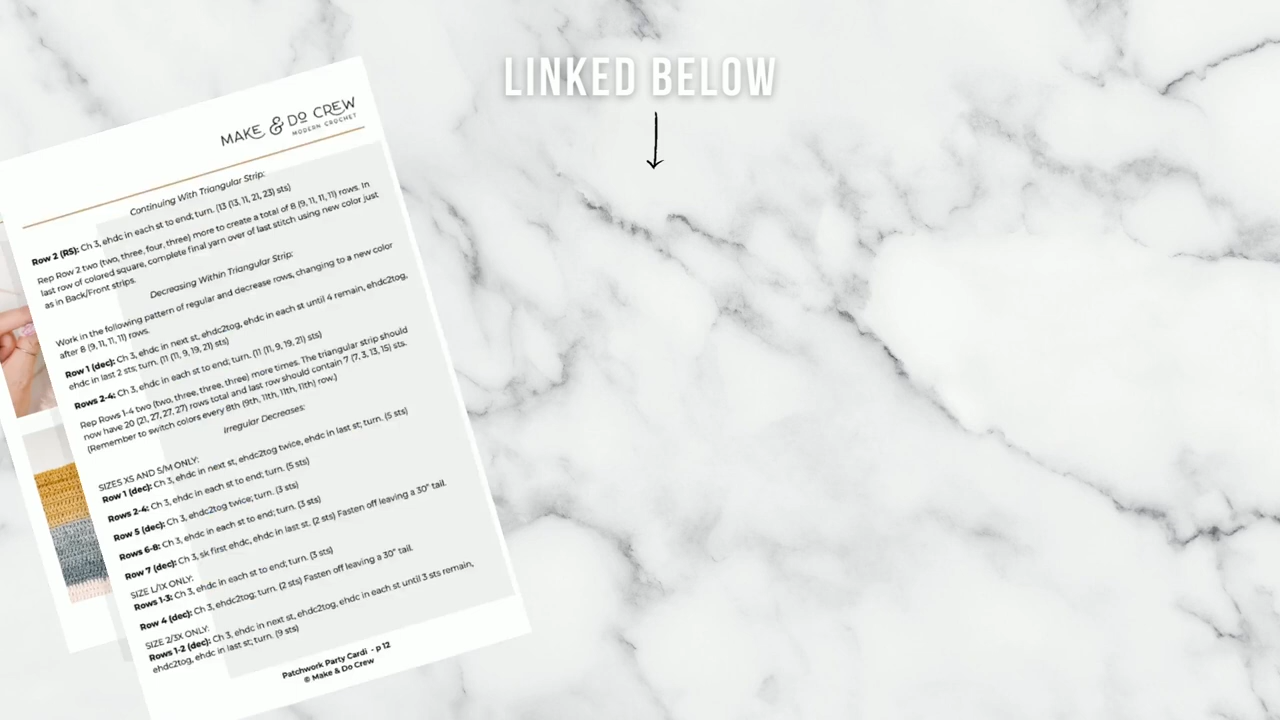 LINKED BELOW
MAKE & DO CREW
MODERN CROCHET
Continuing With Triangular Strip:
Row 2 (RS): Ch 3, ehdc in each st to end; turn. (13 (13, 11, 21, 23) sts)
Rep Row 2 two (two, three, four, three) more to create a total of 8 (9, 11, 11, 11) rows. In
last row of colored square, complete final yarn over of last stitch using new color just
as in Back/Front strips.
Decreasing Within Triangular Strip:
Work in the following pattern of regular and decrease rows, changing to a new color
after 8 (9, 11, 11, 11) rows.
Row 1 (dec): Ch 3, ehdc in next st, ehdc2tog, ehdc in each st until 4 remain, ehdc2tog,
ehdc in last 2 sts; turn. (11 (11, 9, 19, 21) sts)
Rows 2-4: Ch 3, ehdc in each st to end; turn. (11 (11, 9, 19, 21) sts)
Rep Rows 1-4 two (two, three, three, three) more times. The triangular strip should
now have 20 (21, 27, 27, 27) rows total and last row should contain 7 (7, 3, 13, 15) sts.
(Remember to switch colors every 8th (9th, 11th, 11th, 11th) row.)
Irregular Decreases:
SIZES XS AND S/M ONLY:
Row 1 (dec): Ch 3, ehdc in next st, ehdc2tog twice, ehdc in last st; turn. (5 sts)
Rows 2-4: Ch 3, ehdc in each st to end; turn. (5 sts)
Row 5 (dec): Ch 3, ehdc2tog twice; turn. (3 sts)
Rows 6-8: Ch 3, ehdc in each st to end; turn. (3 sts)
Row 7 (dec): Ch 3, sk first ehdc, ehdc in last st. (2 sts) Fasten off leaving a 30" tail.
SIZE L/1X ONLY:
Rows 1-3: Ch 3, ehdc in each st to end; turn. (3 sts)
Row 4 (dec): Ch 3, ehdc2tog; turn. (2 sts) Fasten off leaving a 30" tail.
SIZE 2/3X ONLY:
Rows 1-2 (dec): Ch 3, ehdc in next st, ehdc2tog, ehdc in each st until 3 sts remain,
ehdc2tog, ehdc in last st; turn. (9 sts)
Patchwork Party Cardi - p 12
© Make & Do Crew